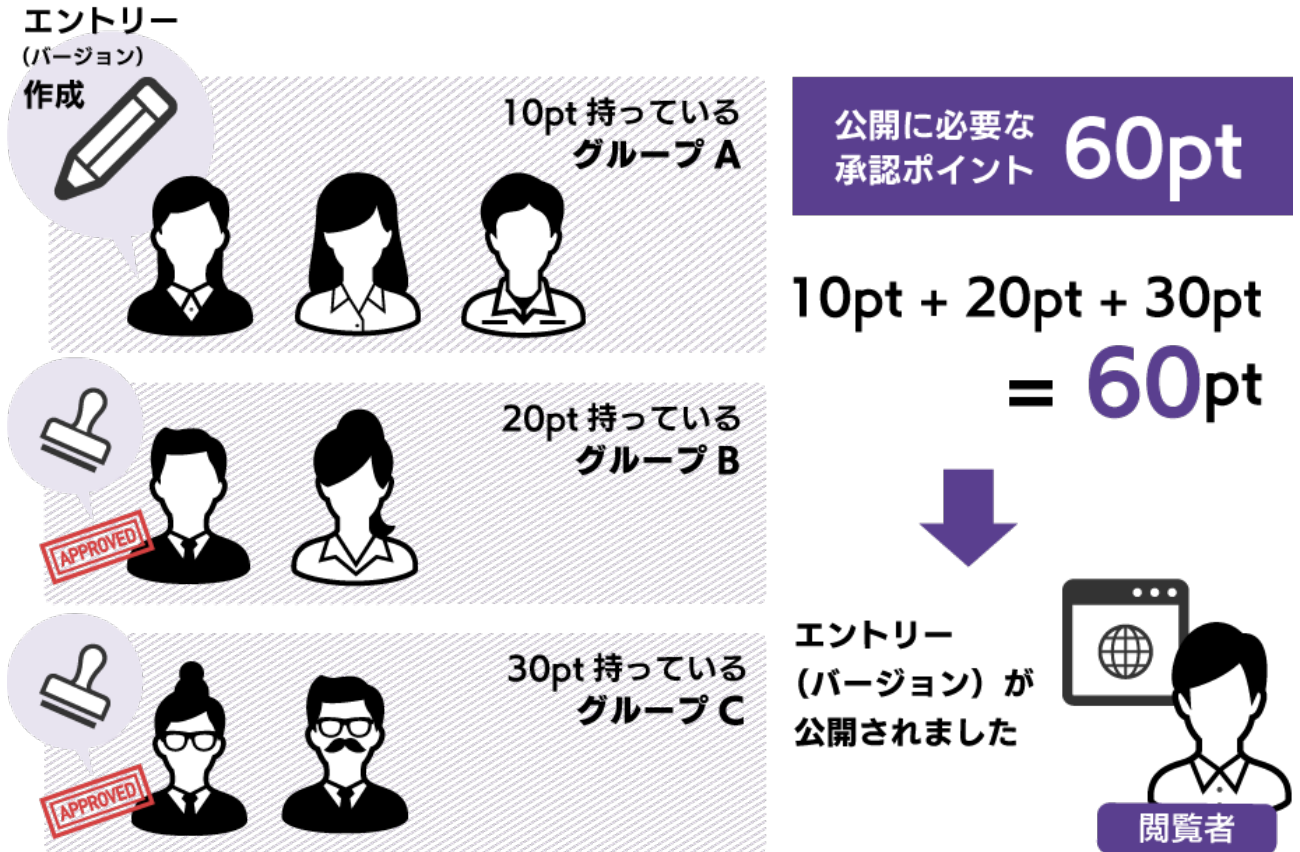 エントリー
（バージョン）
作成
10pt 持っている
グループ A
公開に必要な
承認ポイント
60pt
10pt + 20pt + 30pt
= 60pt
20pt 持っている
グループ B
APPROVED
30pt 持っている
グループ C
APPROVED
エントリー
（バージョン）が
公開されました
閲覧者